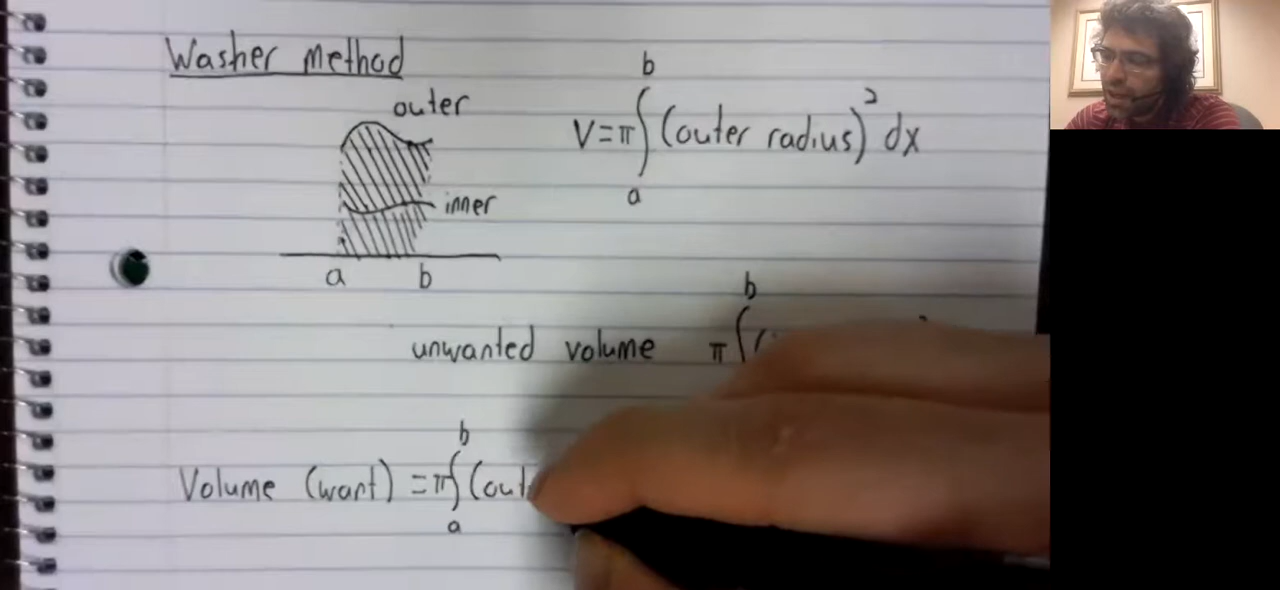 Washer Method
outer
inner
a b
b
V=π∫(outer radius)² dx
a
b
unwanted volume π∫(
b
Volume (want) =π∫(out
a